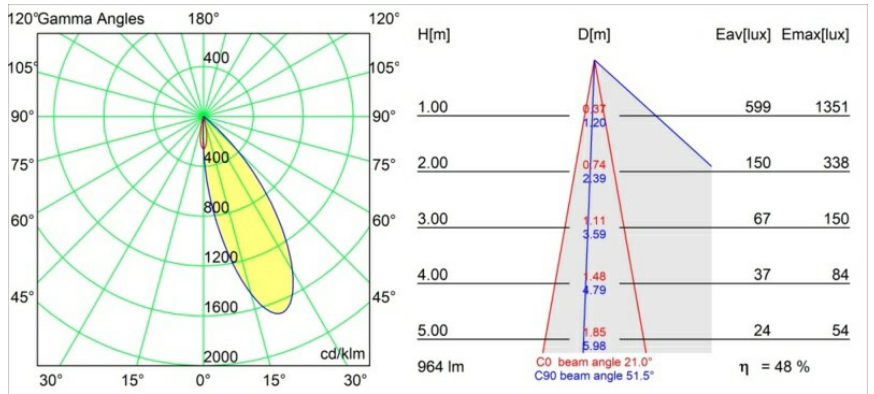 120° Gamma Angles 180° 120°
400
105° 105°
90° 90°
400
75° 75°
800
60° 60°
1200
45° 45°
1600
2000 cd/klm
30° 15° 0° 15° 30°
H[m] D[m] Eav[lux] Emax[lux]
1.00 0.37 599 1351
1.20
2.00 0.74 150 338
2.39
3.00 1.11 67 150
3.59
4.00 1.48 37 84
4.79
5.00 1.85 24 54
5.98
964 lm C0 beam angle 21.0° η = 48 %
C90 beam angle 51.5°